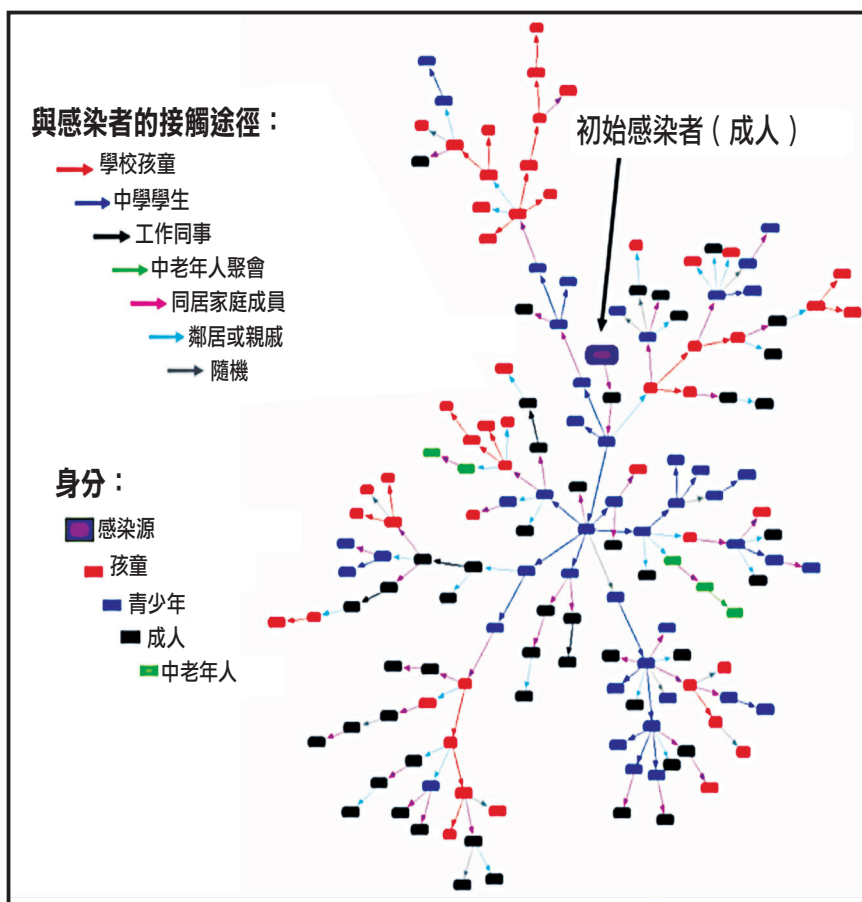 與感染者的接觸途徑：
學校孩童
中學學生
工作同事
中老年人聚會
同居家庭成員
鄰居或親戚
隨機
初始感染者（成人）
身分：
感染源
孩童
青少年
成人
中老年人